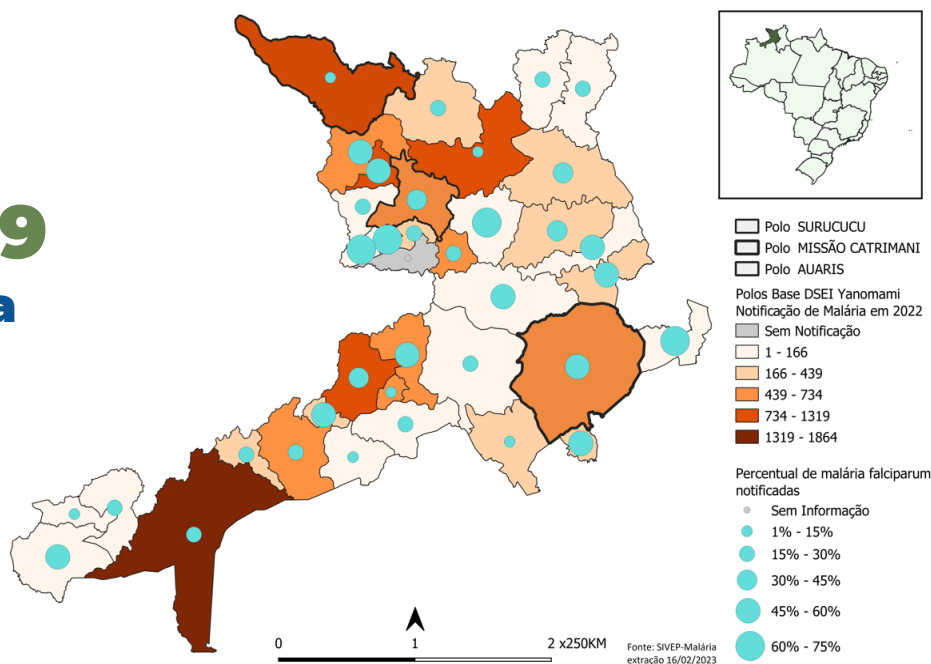 9
a
Polo SURUCUCU
Polo MISSÃO CATRIMANI
Polo AUARIS
Polos Base DSEI Yanomami
Notificação de Malária em 2022
Sem Notificação
1 - 166
166 - 439
439 - 734
734 - 1319
1319 - 1864
Percentual de malária falciparum
notificadas
Sem Informação
1% - 15%
15% - 30%
30% - 45%
45% - 60%
60% - 75%
0 1 2 x250KM
Fonte: SIVEP-Malária
extração 16/02/2023